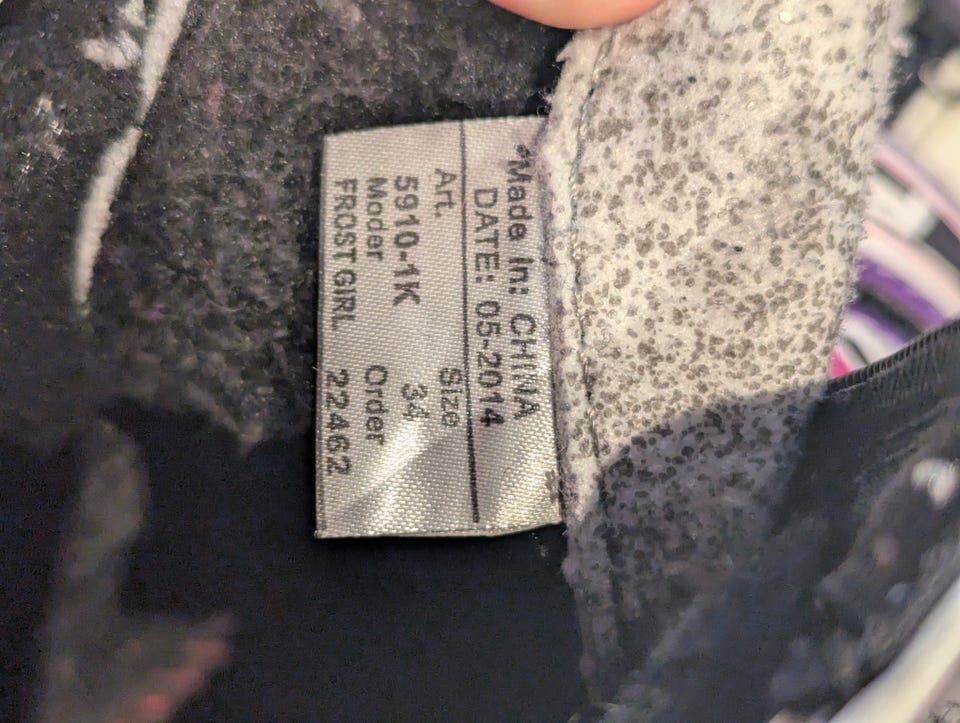 *Made In: CHINA
DATE: 05-2014
Art. Size
5910-1K 34
Moder Order
FROST GIRL 22462